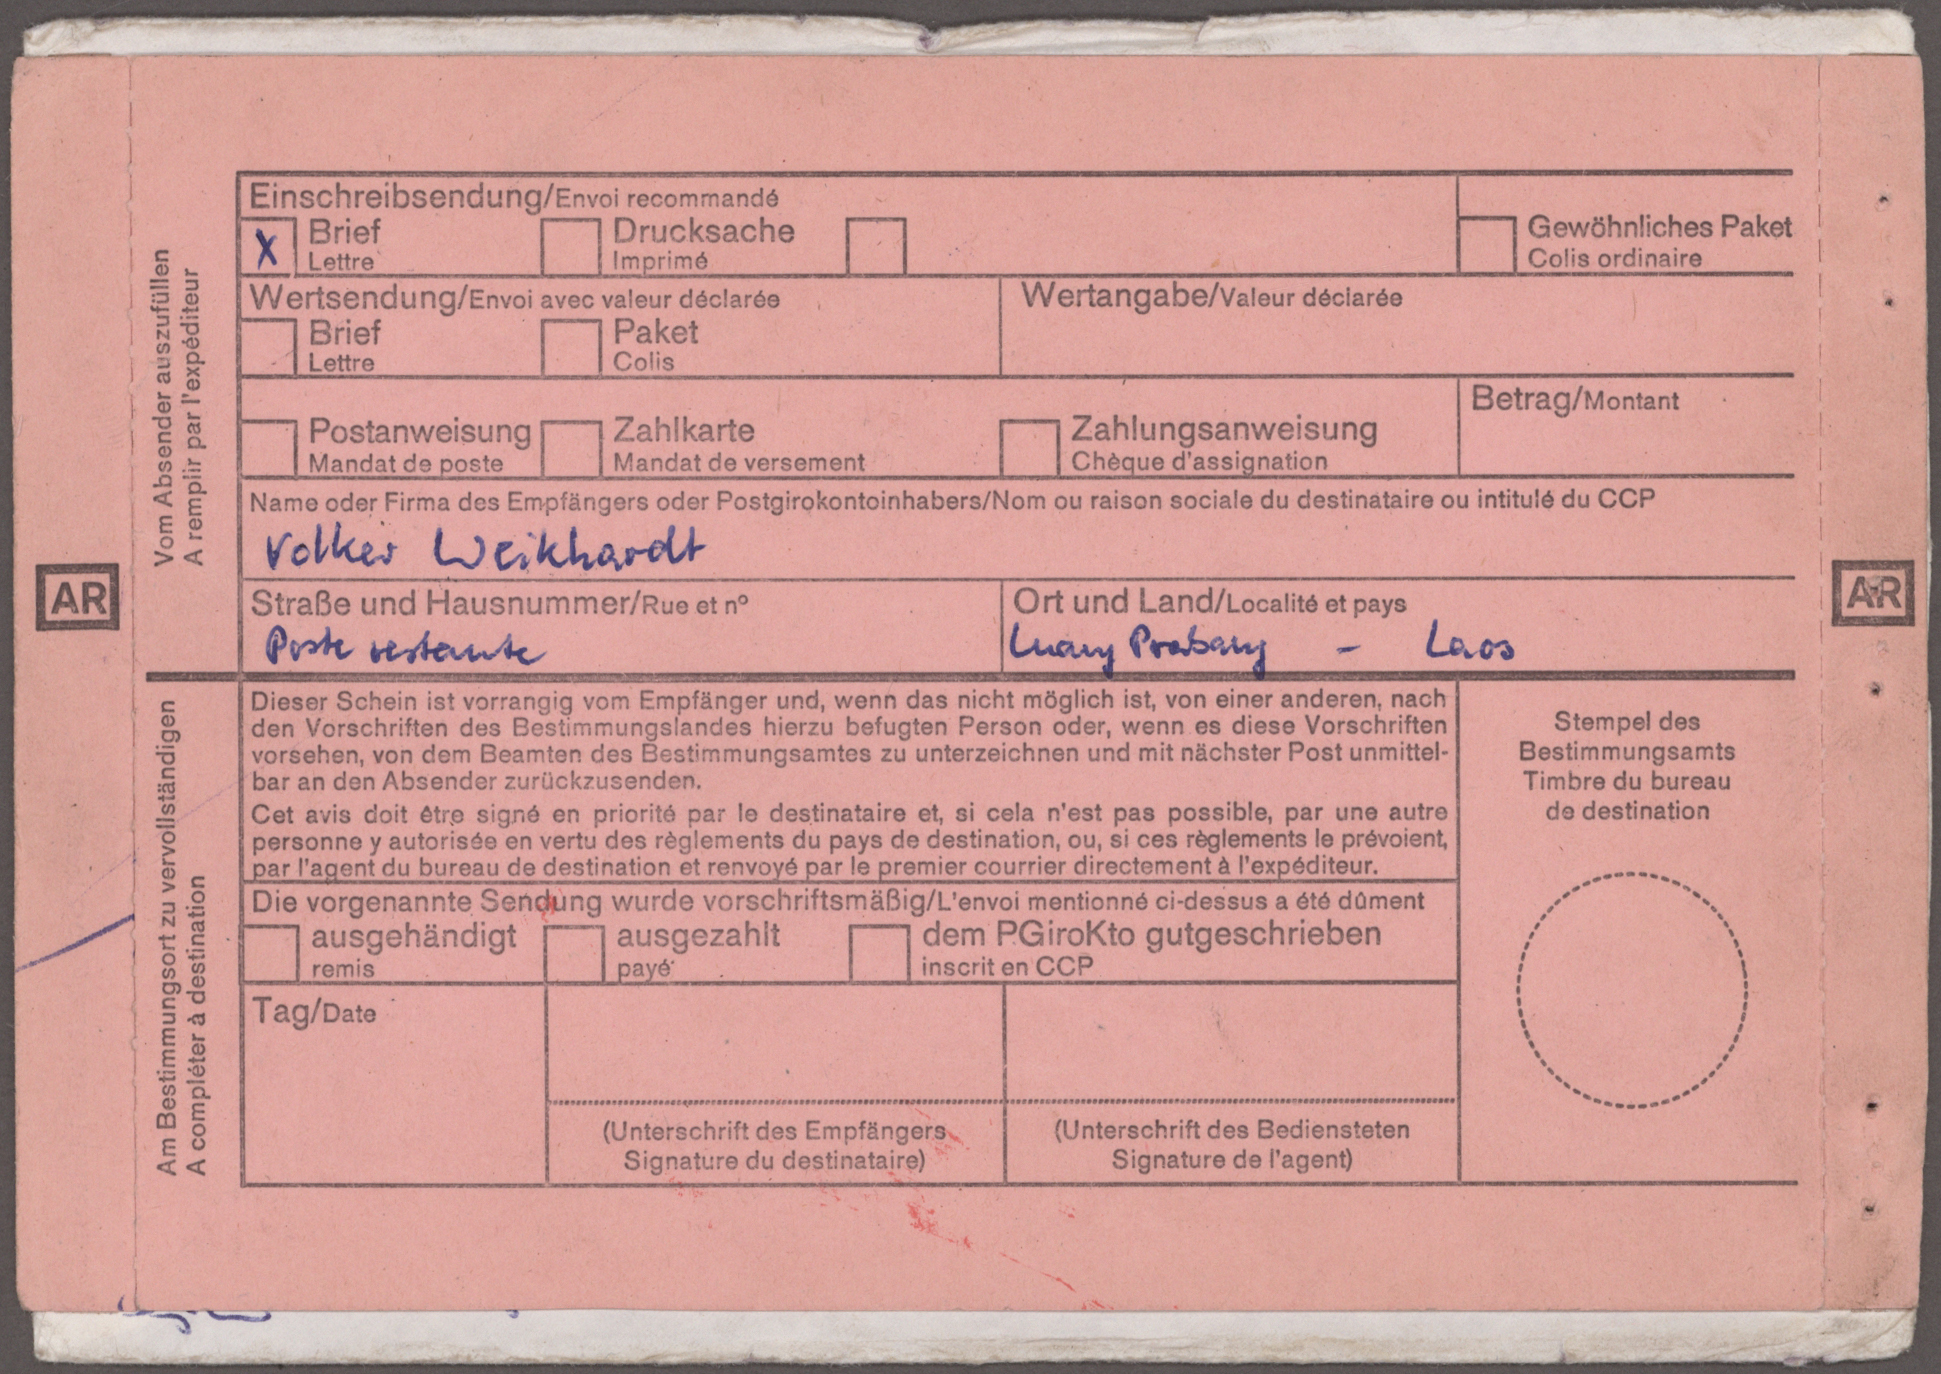 Einschreibsendung/Envoi recommandé
X Brief Drucksache Gewöhnliches Paket
Lettre Imprimé Colis ordinaire
Wertsendung/Envoi avec valeur déclarée Wertangabe/Valeur déclarée
Brief Paket
Lettre Colis
Betrag/Montant
Postanweisung Zahlkarte Zahlungsanweisung
Mandat de poste Mandat de versement Chèque d'assignation
Name oder Firma des Empfängers oder Postgirokontoinhabers/Nom ou raison sociale du destinataire ou intitulé du CCP
Volker Weikhardt
Straße und Hausnummer/Rue et nº Ort und Land/Localité et pays
Poste restante Luang Prabang - Laos
Vom Absender auszufüllen
A remplir par l'expéditeur
AR
AR
Dieser Schein ist vorrangig vom Empfänger und, wenn das nicht möglich ist, von einer anderen, nach
den Vorschriften des Bestimmungslandes hierzu befugten Person oder, wenn es diese Vorschriften
vorsehen, von dem Beamten des Bestimmungsamtes zu unterzeichnen und mit nächster Post unmittel-
bar an den Absender zurückzusenden.
Cet avis doit être signé en priorité par le destinataire et, si cela n'est pas possible, par une autre
personne y autorisée en vertu des règlements du pays de destination, ou, si ces règlements le prévoient,
par l'agent du bureau de destination et renvoyé par le premier courrier directement à l'expéditeur.
Stempel des
Bestimmungsamts
Timbre du bureau
de destination
Die vorgenannte Sendung wurde vorschriftsmäßig/L'envoi mentionné ci-dessus a été dûment
ausgehändigt ausgezahlt dem PGiroKto gutgeschrieben
remis payé inscrit en CCP
Tag/Date
(Unterschrift des Empfängers (Unterschrift des Bediensteten
Signature du destinataire) Signature de l'agent)
Am Bestimmungsort zu vervollständigen
A compléter à destination